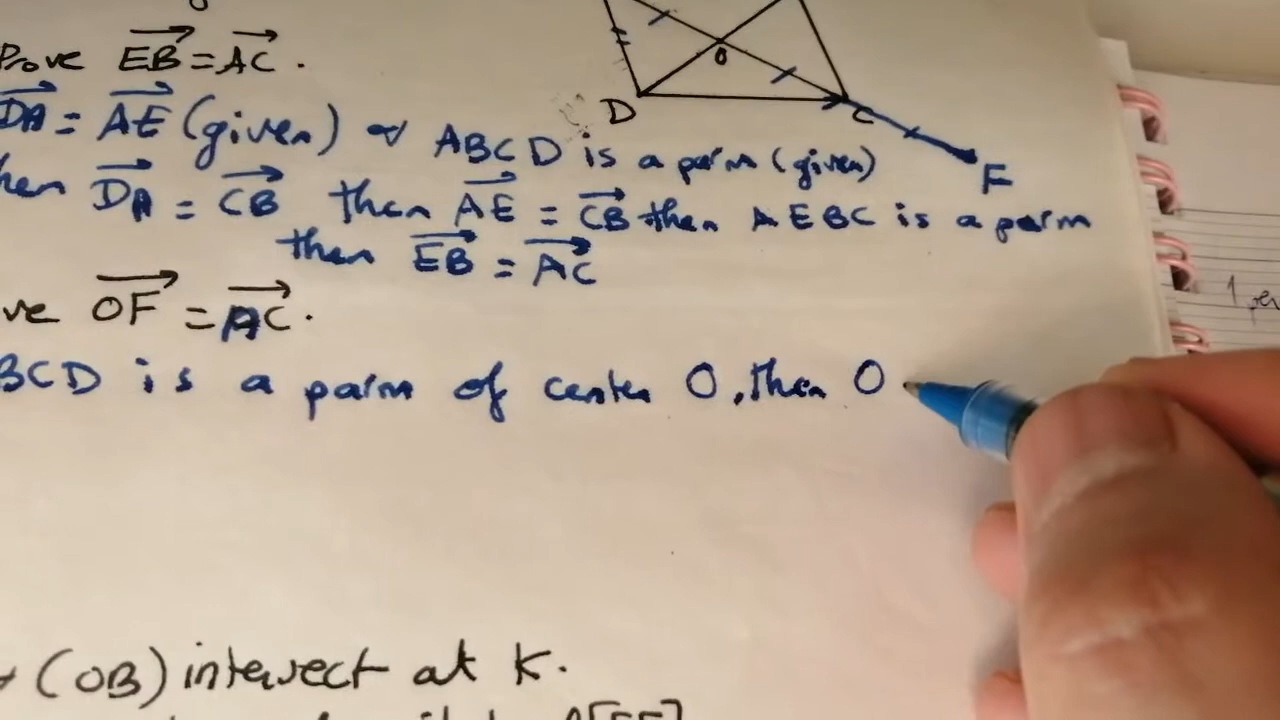 Prove EB = AC.
DA = AE (given) & ABCD is a parm (given)
then DA = CB then AE = CB then AEBC is a parm
then EB = AC
ve OF = AC.
BCD is a parm of center O, then O
(OB) intersect at K.
D
O
C
F